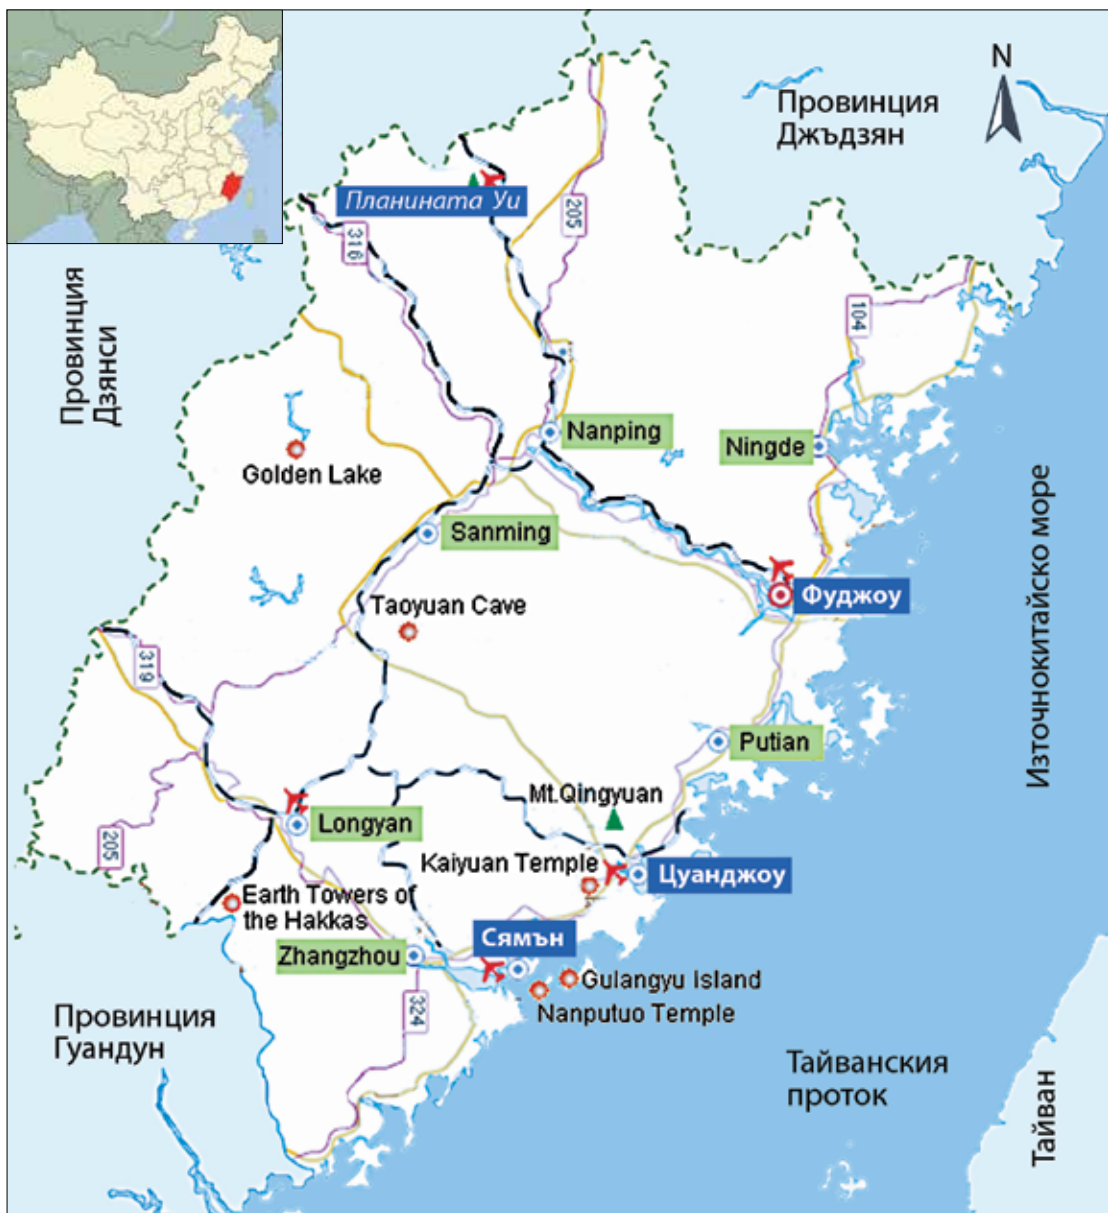 N
Провинция
Джъдзян
Планината Уи
316
205
104
Провинция
Дзянси
Nanping
Ningde
Golden Lake
Sanming
Източнокитайско море
Фуджоу
Taoyuan Cave
319
Putian
Mt.Qingyuan
Longyan
205
Kaiyuan Temple
Цуанджоу
Earth Towers of
the Hakkas
Сямън
Zhangzhou
Gulangyu Island
Nanputuo Temple
324
Провинция
Гуандун
Тайванския
проток
Тайван